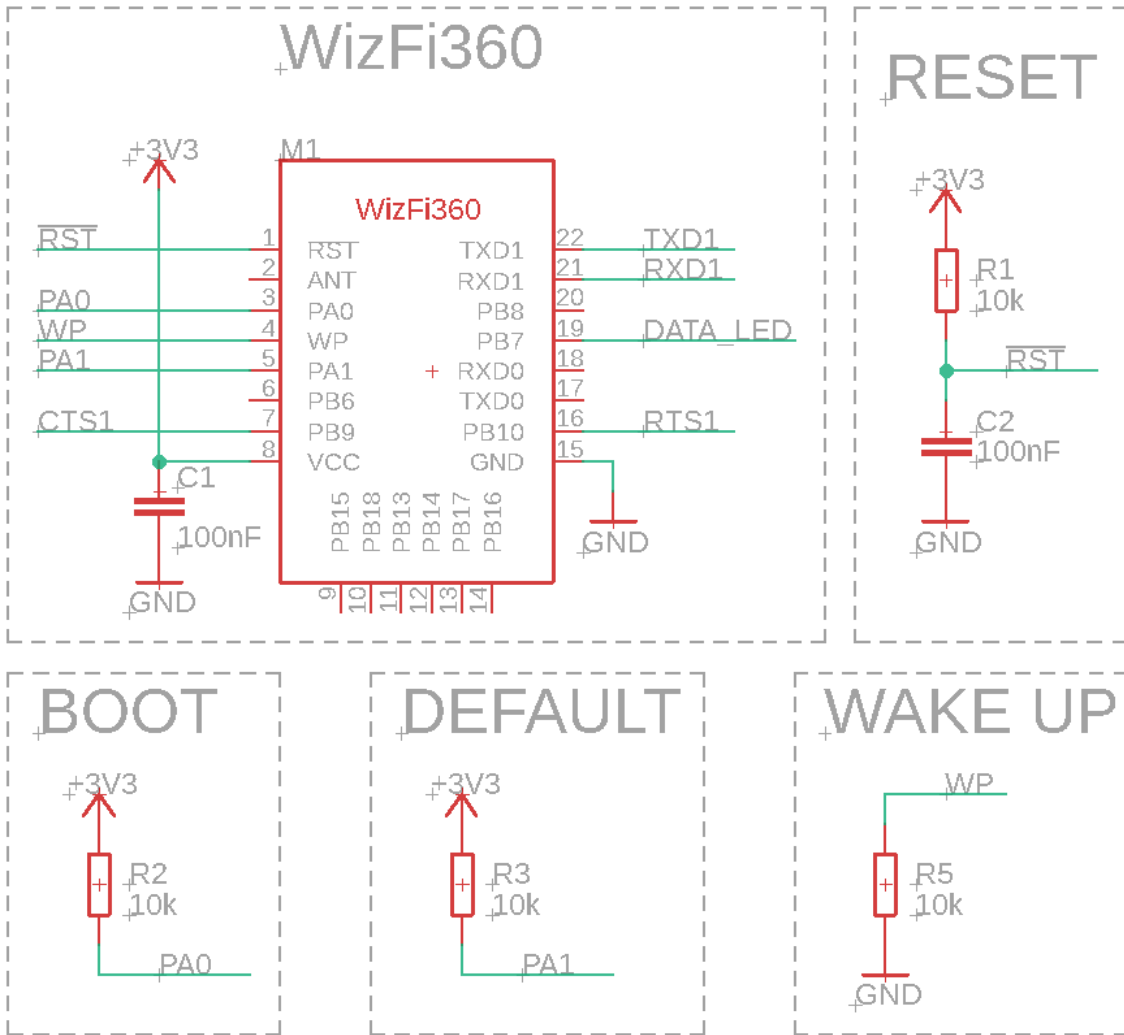 WizFi360
+3V3
M1
WizFi360
RST
1
RST
TXD1
22
TXD1
2
ANT
RXD1
21
RXD1
PA0
3
PA0
PB8
20
WP
4
WP
PB7
19
DATA_LED
PA1
5
PA1
RXD0
18
6
PB6
TXD0
17
CTS1
7
PB9
PB10
16
RTS1
8
VCC
GND
15
C1
100nF
GND
PB15
PB18
PB13
PB14
PB17
PB16
9
10
11
12
13
14
GND
RESET
+3V3
R1
10k
RST
C2
100nF
GND
BOOT
+3V3
R2
10k
PA0
DEFAULT
+3V3
R3
10k
PA1
WAKE UP
WP
R5
10k
GND